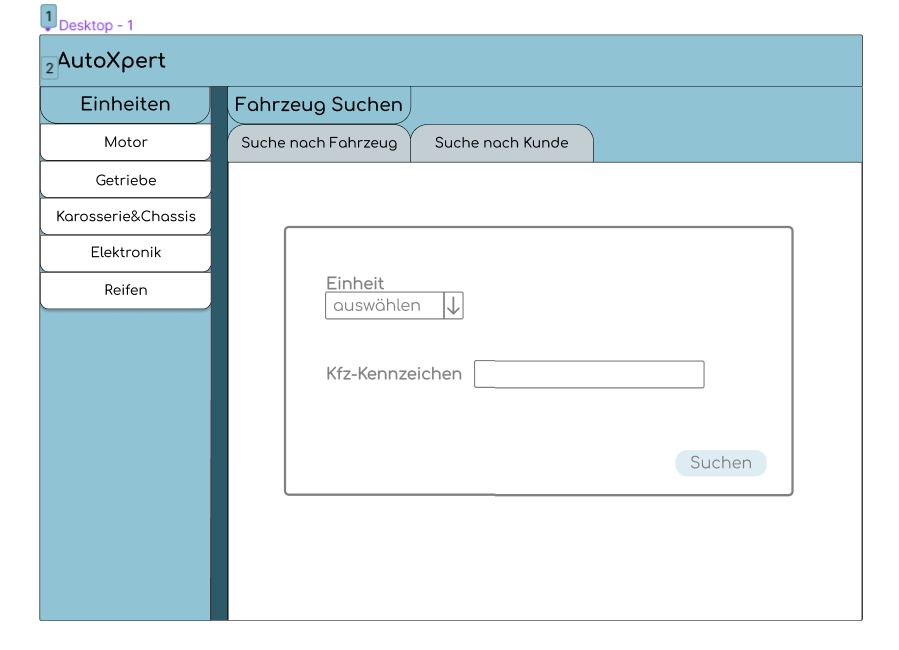 1
Desktop - 1
2
AutoXpert
Einheiten
Fahrzeug Suchen
Motor
Suche nach Fahrzeug
Suche nach Kunde
Getriebe
Karosserie&Chassis
Elektronik
Reifen
Einheit
auswählen
Kfz-Kennzeichen
Suchen